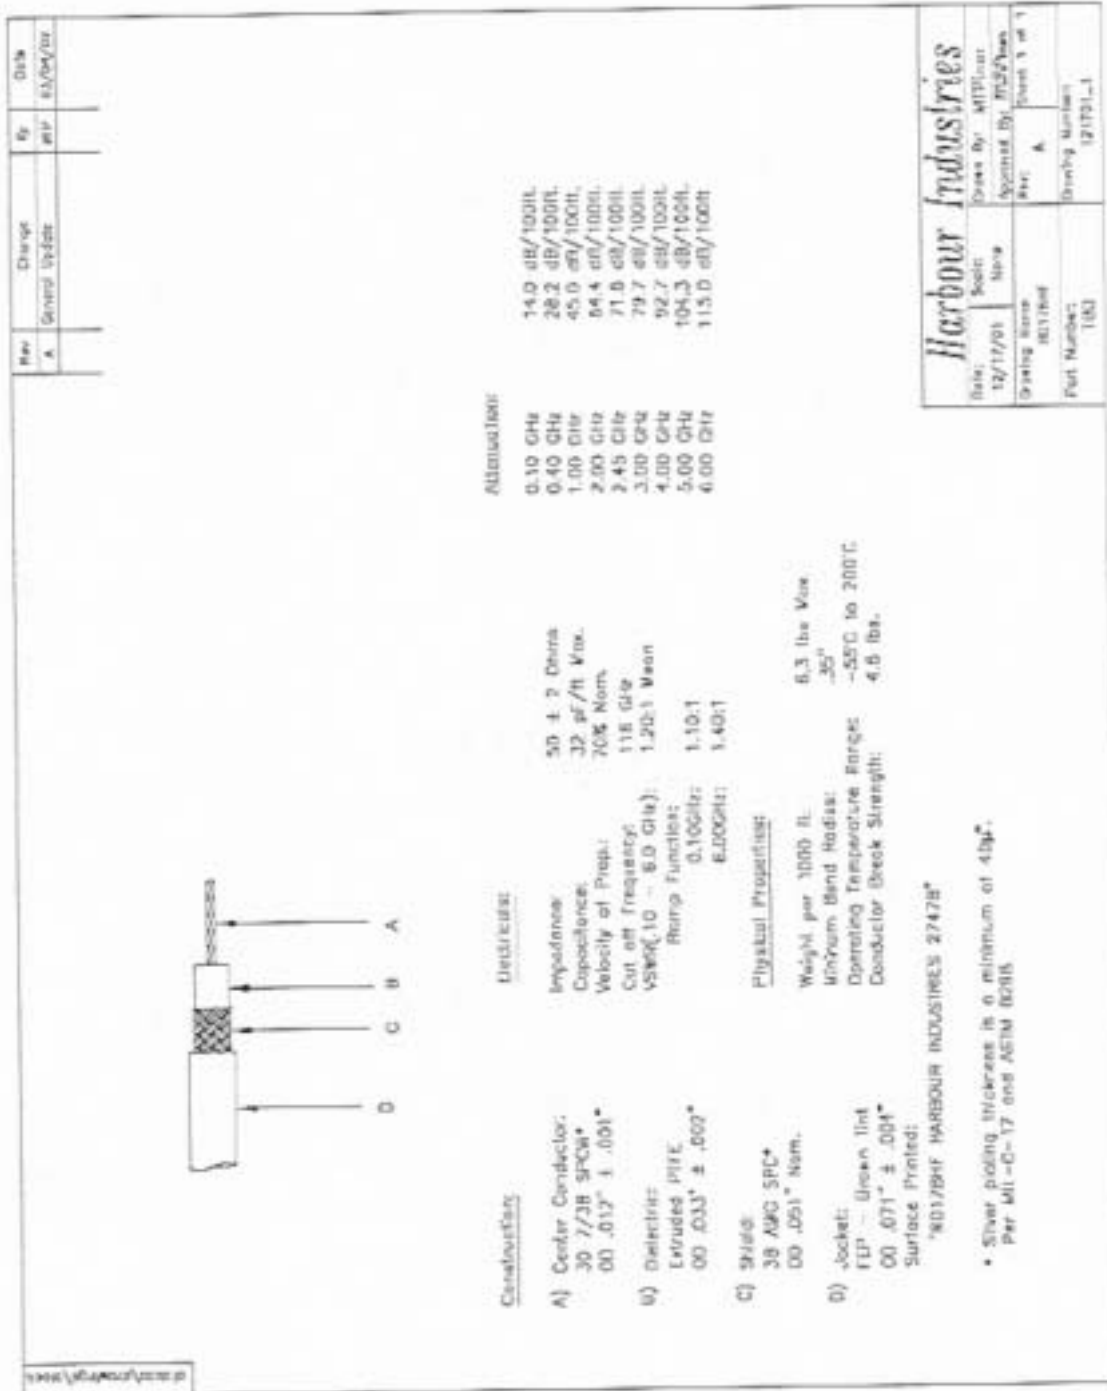 Rev Change By Date
A General Update
A
B
C
D
Construction:
A) Center Conductor:
30 7/38 SPCW*
OD .012" ± .001"
B) Dielectric:
Extruded PTFE
OD .033" ± .002"
C) Shield:
38 AWG SPC*
OD .051" Nom.
D) Jacket:
FEP - Brown Tint
OD .071" ± .004"
Surface Printed:
HARBOUR INDUSTRIES 27478"
* Silver plating thickness is a minimum of
Per Mil-C-17 and ASTM B298
Electricals:
Impedance: 50 ± 2 Ohms
Capacitance: 32 pF/ft Max.
Velocity of Prop.: 70% Nom.
Cut off Frequency: 118 GHz
VSWR(.10 - 6.0 GHz): 1.20:1 Mean
Ramp Function:
0.10GHz: 1.10:1
6.00GHz: 1.40:1
Physical Properties:
Weight per 1000 ft. 6.3 lbs Max
Minimum Bend Radius: .35"
Operating Temperature Range: -55°C to 200°C
Conductor Break Strength: 4.6 lbs.
Attenuation:
0.10 GHz 14.0 dB/100ft.
0.40 GHz 28.2 dB/100ft.
1.00 GHz 45.0 dB/100ft.
2.00 GHz 64.4 dB/100ft.
2.45 GHz 71.8 dB/100ft.
3.00 GHz 79.7 dB/100ft.
4.00 GHz 92.7 dB/100ft.
5.00 GHz 104.3 dB/100ft.
6.00 GHz 115.0 dB/100ft
Harbour Industries
Date: 12/17/01
Scale: None
Drawn By:
Approved By:
Drawing Name:
Rev: A
Sheet 1 of 1
Part Number:
Drawing Number: 121701_1